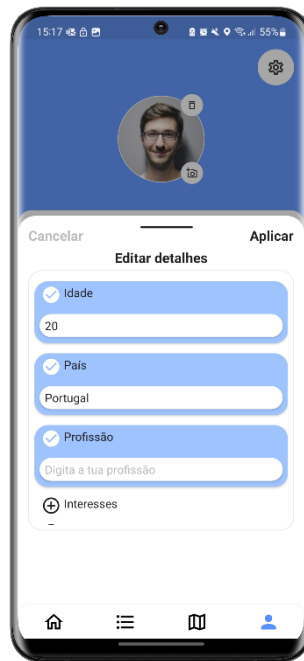 15:17 55%
Cancelar Aplicar
Editar detalhes
Idade
20
País
Portugal
Profissão
Digita a tua profissão
Interesses